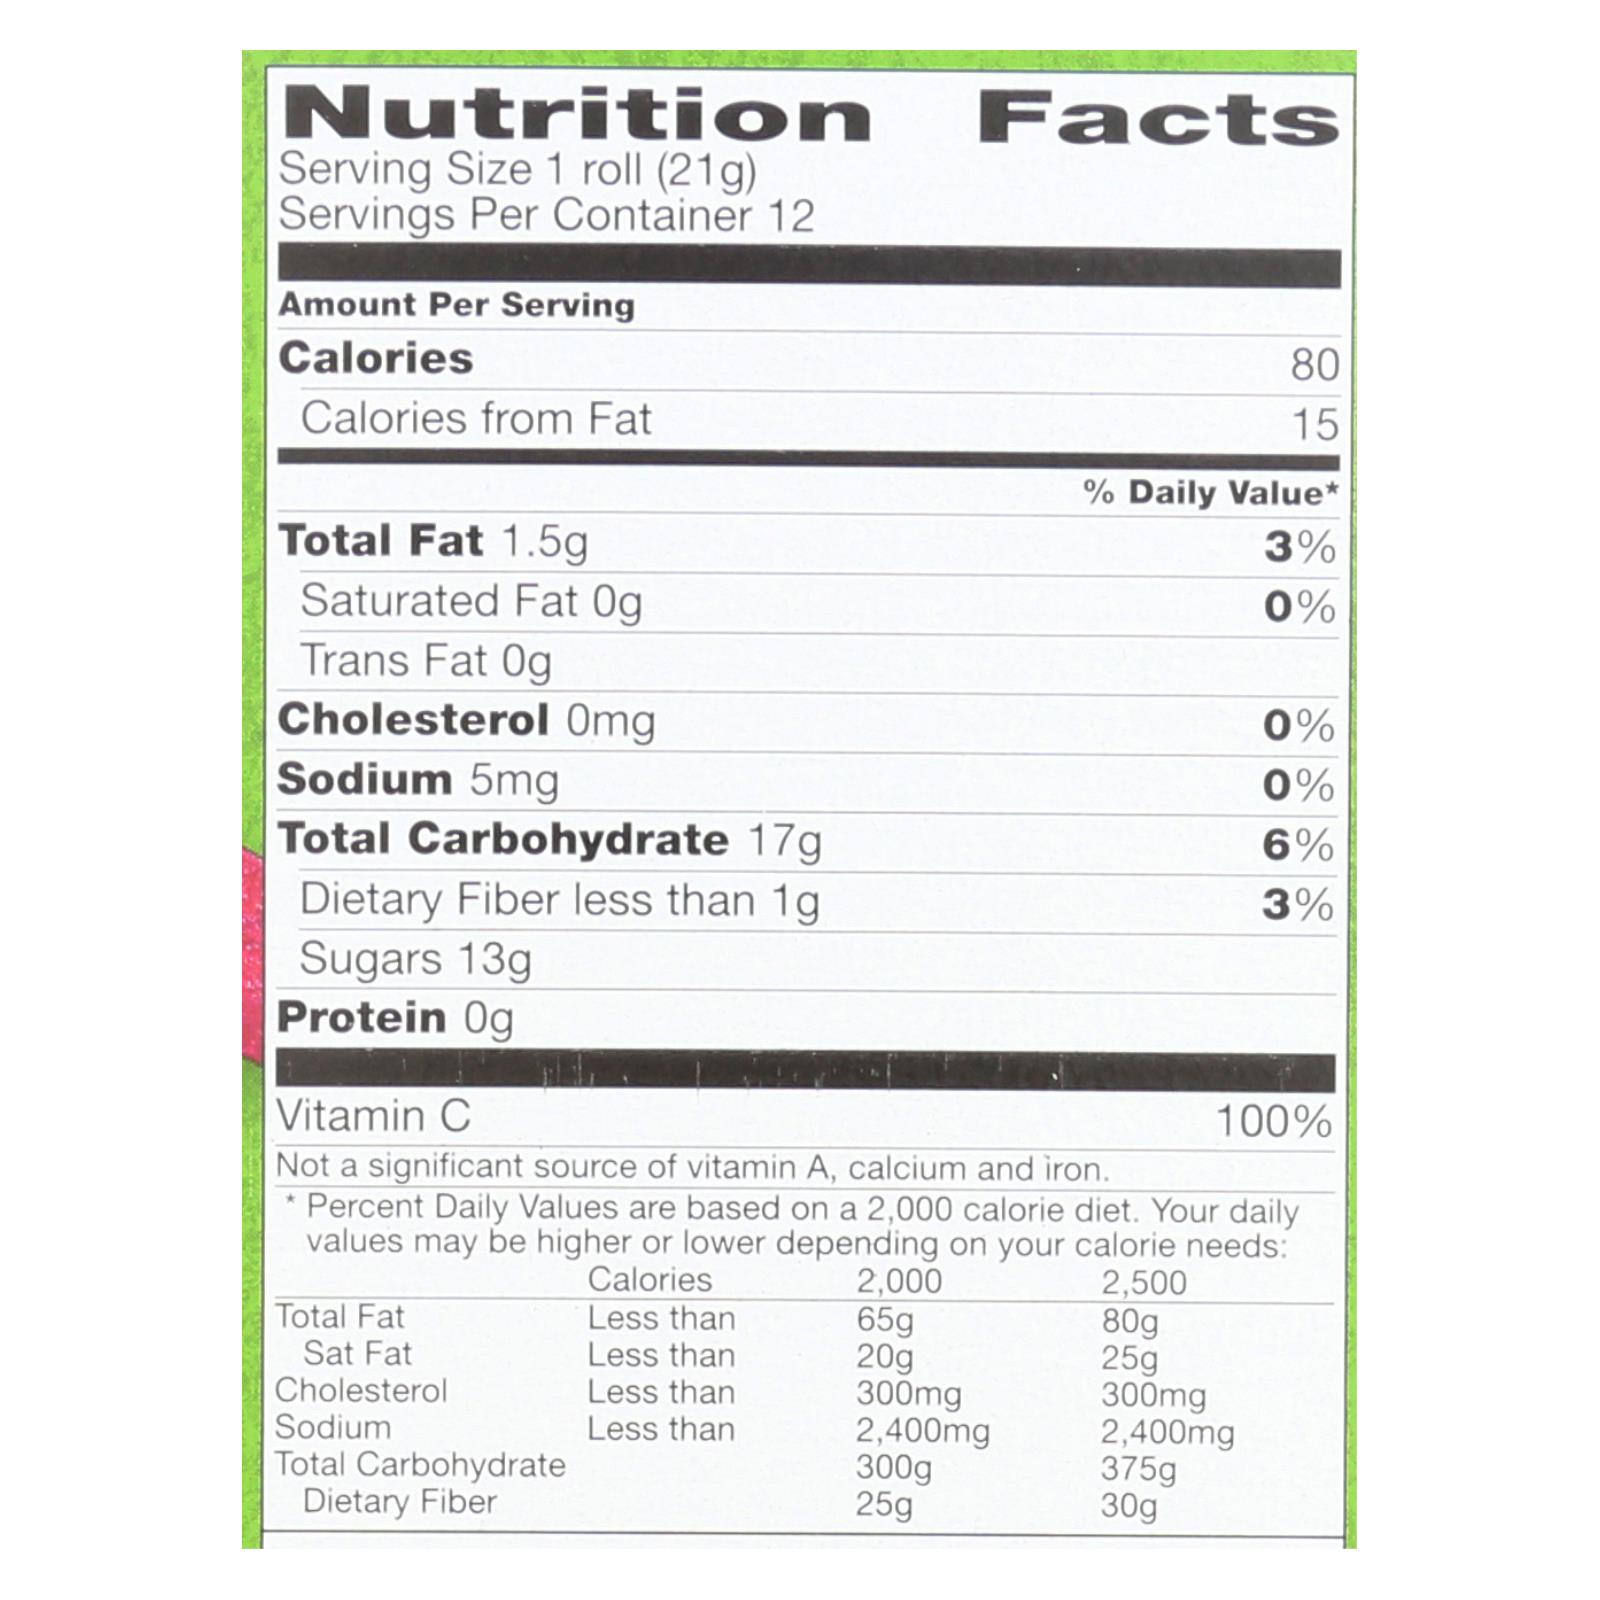 Nutrition Facts
Serving Size 1 roll (21g)
Servings Per Container 12
Amount Per Serving
Calories 80
Calories from Fat 15
% Daily Value*
Total Fat 1.5g 3%
Saturated Fat 0g 0%
Trans Fat 0g
Cholesterol 0mg 0%
Sodium 5mg 0%
Total Carbohydrate 17g 6%
Dietary Fiber less than 1g 3%
Sugars 13g
Protein 0g
Vitamin C 100%
Not a significant source of vitamin A, calcium and iron.
* Percent Daily Values are based on a 2,000 calorie diet. Your daily
values may be higher or lower depending on your calorie needs:
Calories 2,000 2,500
Total Fat Less than 65g 80g
Sat Fat Less than 20g 25g
Cholesterol Less than 300mg 300mg
Sodium Less than 2,400mg 2,400mg
Total Carbohydrate 300g 375g
Dietary Fiber 25g 30g